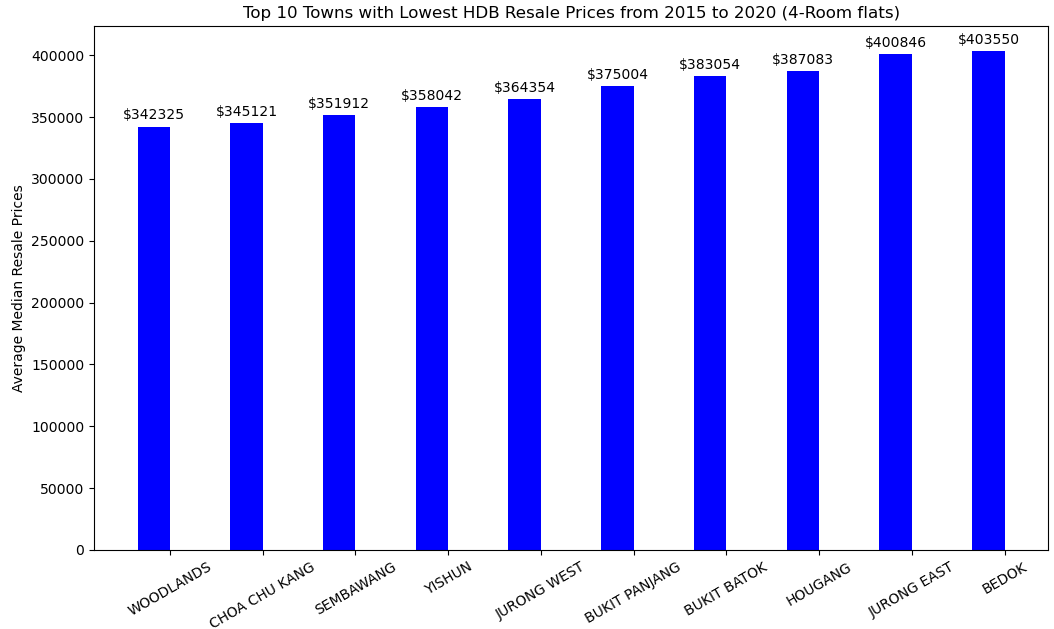 Top 10 Towns with Lowest HDB Resale Prices from 2015 to 2020 (4-Room flats)
Average Median Resale Prices
400000
350000
300000
250000
200000
150000
100000
50000
0
$342325
$345121
$351912
$358042
$364354
$375004
$383054
$387083
$400846
$403550
WOODLANDS
CHOA CHU KANG
SEMBAWANG
YISHUN
JURONG WEST
BUKIT PANJANG
BUKIT BATOK
HOUGANG
JURONG EAST
BEDOK